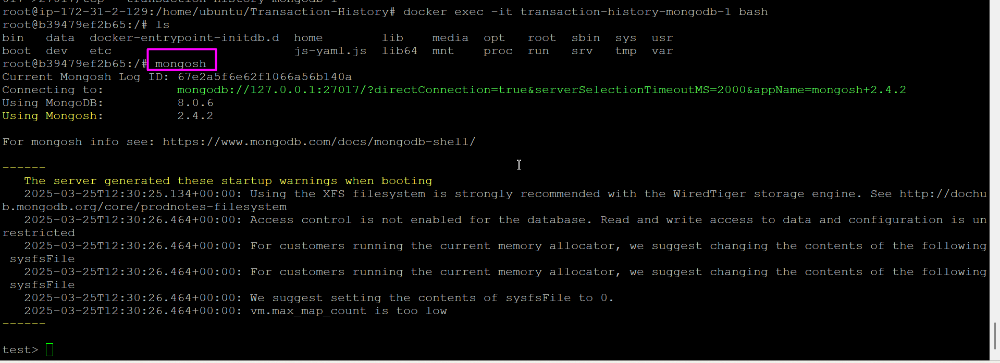 root@ip-172-31-2-129:/home/ubuntu/Transaction-History# docker exec -it transaction-history-mongodb-1 bash
root@b39479ef2b65:/# ls
bin   data  docker-entrypoint-initdb.d  home        lib    media  opt   root  sbin  sys  usr
boot  dev   etc                         js-yaml.js  lib64  mnt    proc  run   srv   tmp  var
root@b39479ef2b65:/# mongosh
Current Mongosh Log ID: 67e2a5f6e62f1066a56b140a
Connecting to:          mongodb://127.0.0.1:27017/?directConnection=true&serverSelectionTimeoutMS=2000&appName=mongosh+2.4.2
Using MongoDB:          8.0.6
Using Mongosh:          2.4.2
For mongosh info see: https://www.mongodb.com/docs/mongodb-shell/
------
   The server generated these startup warnings when booting
   2025-03-25T12:30:25.134+00:00: Using the XFS filesystem is strongly recommended with the WiredTiger storage engine. See http://dochu
b.mongodb.org/core/prodnotes-filesystem
   2025-03-25T12:30:26.464+00:00: Access control is not enabled for the database. Read and write access to data and configuration is un
restricted
   2025-03-25T12:30:26.464+00:00: For customers running the current memory allocator, we suggest changing the contents of the following
 sysfsFile
   2025-03-25T12:30:26.464+00:00: For customers running the current memory allocator, we suggest changing the contents of the following
 sysfsFile
   2025-03-25T12:30:26.464+00:00: We suggest setting the contents of sysfsFile to 0.
   2025-03-25T12:30:26.464+00:00: vm.max_map_count is too low
------
test>